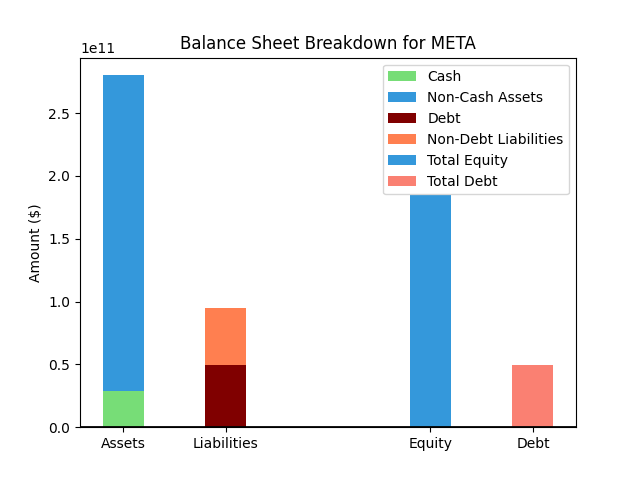 Balance Sheet Breakdown for META
1e11
2.5
2.0
1.5
1.0
0.5
0.0
Amount ($)
Cash
Non-Cash Assets
Debt
Non-Debt Liabilities
Total Equity
Total Debt
Assets
Liabilities
Equity
Debt